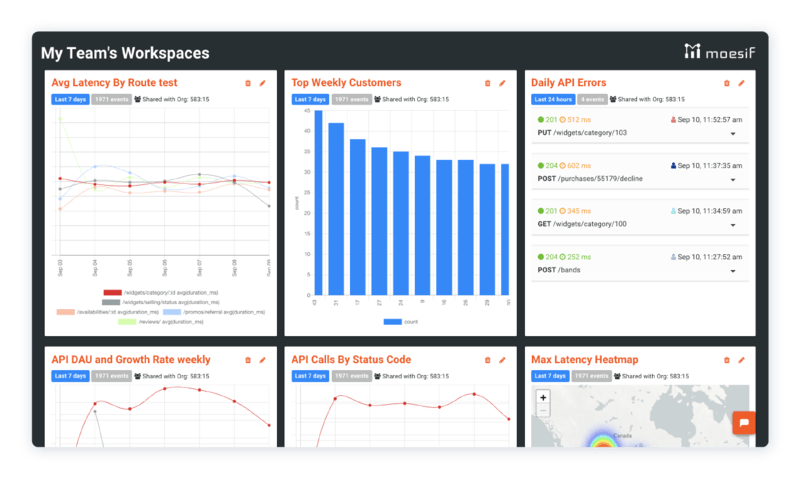 My Team's Workspaces
moesif
Avg Latency By Route test
Last 7 days 1971 events Shared with Org: 583:15
Sep 03 Sep 04 Sep 05 Sep 06 Sep 07 Sep 08
/widgets/category/:id avg(duration_ms)
/widgets/selling/status avg(duration_ms)
/availabilities/:id avg(duration_ms) /promos/referral avg(duration_ms)
/reviews/ avg(duration_ms)
Top Weekly Customers
Last 7 days 1971 events Shared with Org: 583:15
45
40
35
30
25
20
15
10
5
0
count
31 17 27 24 9 16 26 29
count
Daily API Errors
Last 24 hours 4 events Shared with Org: 583:15
201 512 ms Sep 10, 11:52:57 am
PUT /widgets/category/103
204 602 ms Sep 10, 11:37:35 am
POST /purchases/55179/decline
201 345 ms Sep 10, 11:34:59 am
GET /widgets/category/100
204 252 ms Sep 10, 11:27:52 am
POST /bands
API DAU and Growth Rate weekly
Last 7 days 1971 events Shared with Org: 583:15
API Calls By Status Code
Last 7 days 1971 events Shared with Org: 583:15
Max Latency Heatmap
Last 7 days 1971 events Shared with Org: 583:15
+
−
Canada